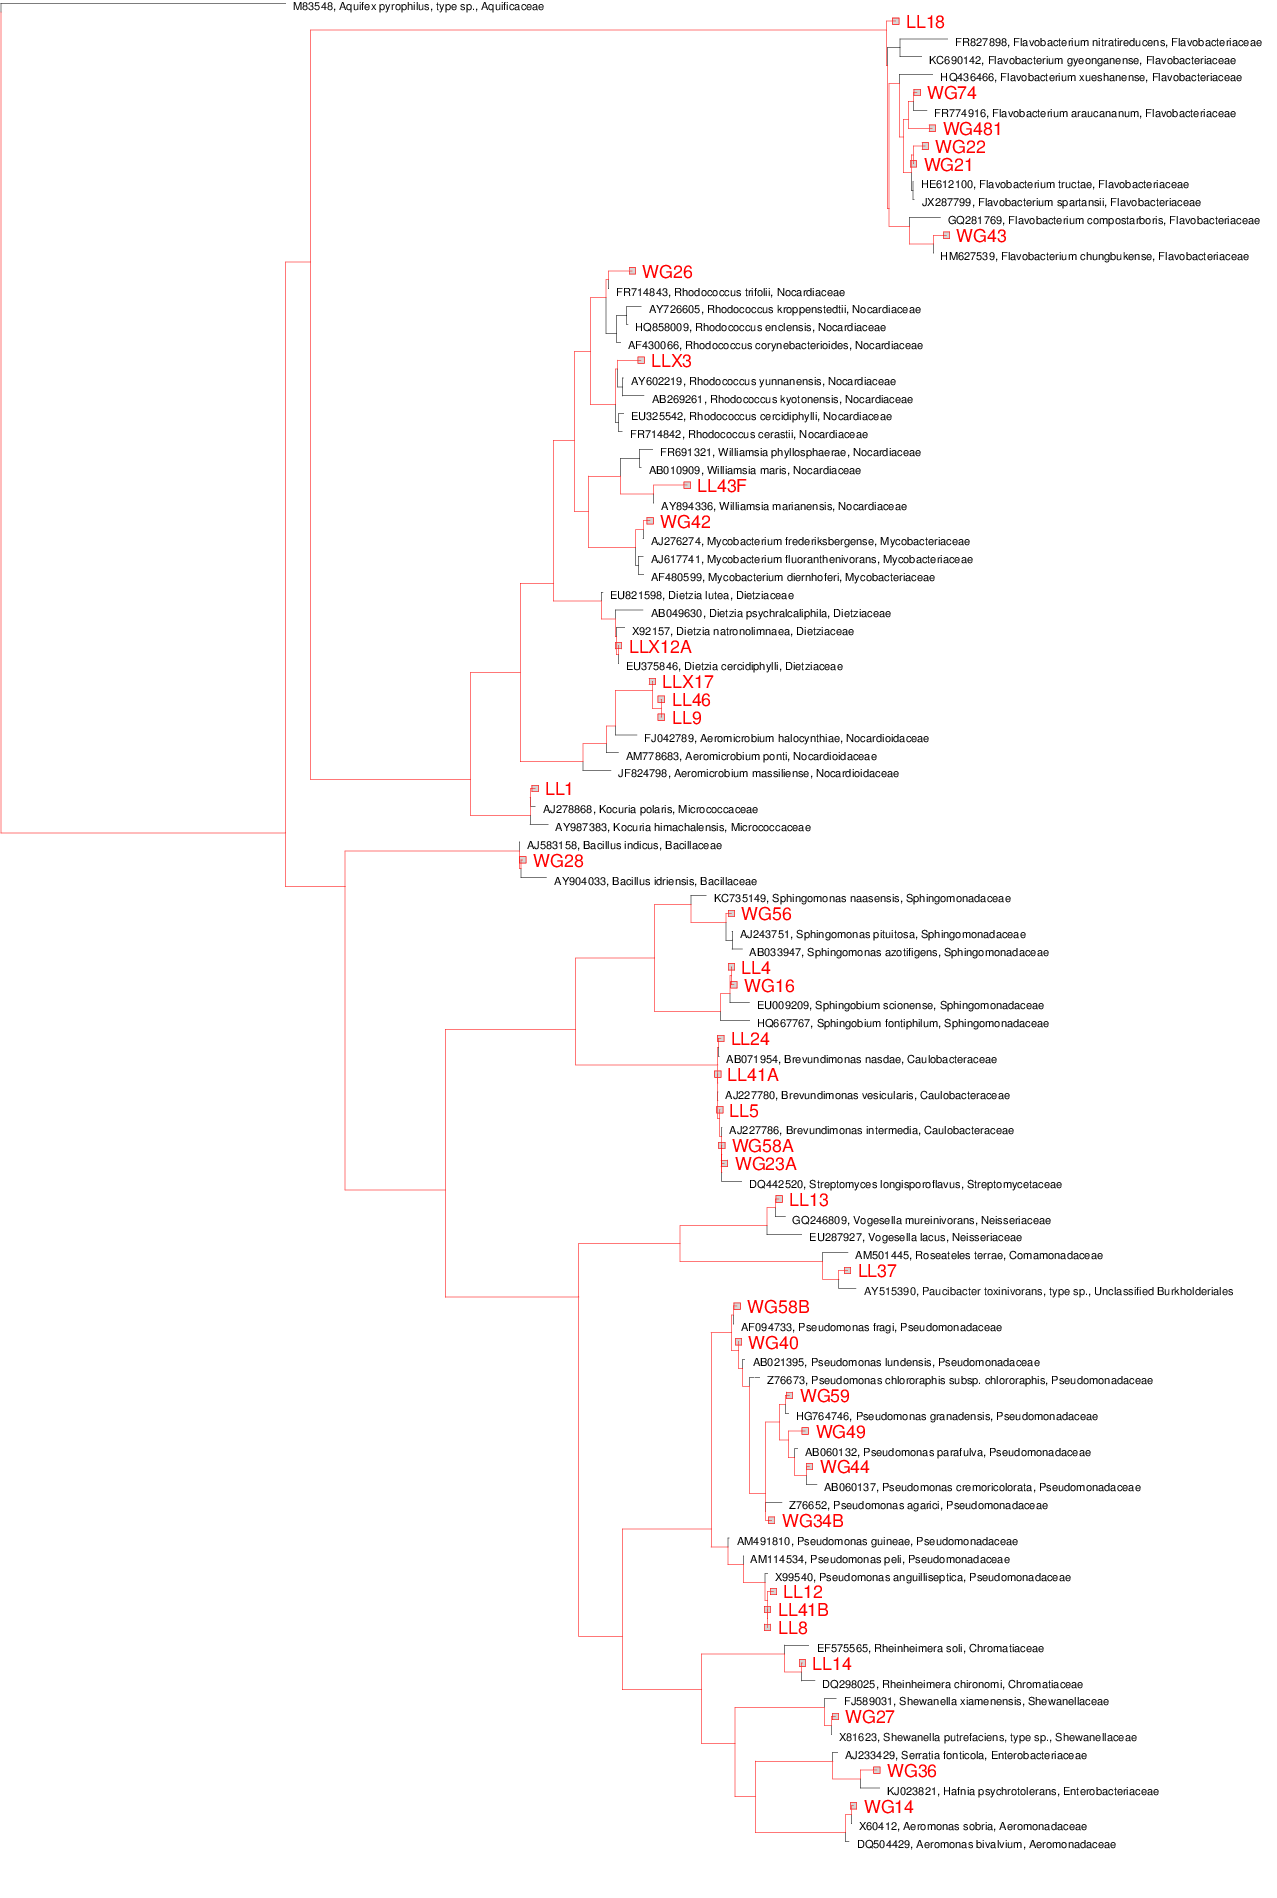 M83548, Aquifex pyrophilus, type sp., Aquificaceae
LL18
FR827898, Flavobacterium nitratireducens, Flavobacteriaceae
KC690142, Flavobacterium gyeonganense, Flavobacteriaceae
HQ436466, Flavobacterium xueshanense, Flavobacteriaceae
WG74
FR774916, Flavobacterium araucananum, Flavobacteriaceae
WG481
WG22
WG21
HE612100, Flavobacterium tructae, Flavobacteriaceae
JX287799, Flavobacterium spartansii, Flavobacteriaceae
GQ281769, Flavobacterium compostarboris, Flavobacteriaceae
WG43
HM627539, Flavobacterium chungbukense, Flavobacteriaceae
WG26
FR714843, Rhodococcus trifolii, Nocardiaceae
AY726605, Rhodococcus kroppenstedtii, Nocardiaceae
HQ858009, Rhodococcus enclensis, Nocardiaceae
AF430066, Rhodococcus corynebacterioides, Nocardiaceae
LLX3
AY602219, Rhodococcus yunnanensis, Nocardiaceae
AB269261, Rhodococcus kyotonensis, Nocardiaceae
EU325542, Rhodococcus cercidiphylli, Nocardiaceae
FR714842, Rhodococcus cerastii, Nocardiaceae
FR691321, Williamsia phyllosphaerae, Nocardiaceae
AB010909, Williamsia maris, Nocardiaceae
LL43F
AY894336, Williamsia marianensis, Nocardiaceae
WG42
AJ276274, Mycobacterium frederiksbergense, Mycobacteriaceae
AJ617741, Mycobacterium fluoranthenivorans, Mycobacteriaceae
AF480599, Mycobacterium diernhoferi, Mycobacteriaceae
EU821598, Dietzia lutea, Dietziaceae
AB049630, Dietzia psychralcaliphila, Dietziaceae
X92157, Dietzia natronolimnaea, Dietziaceae
LLX12A
EU375846, Dietzia cercidiphylli, Dietziaceae
LLX17
LL46
LL9
FJ042789, Aeromicrobium halocynthiae, Nocardioidaceae
AM778683, Aeromicrobium ponti, Nocardioidaceae
JF824798, Aeromicrobium massiliense, Nocardioidaceae
LL1
AJ278868, Kocuria polaris, Micrococcaceae
AY987383, Kocuria himachalensis, Micrococcaceae
AJ583158, Bacillus indicus, Bacillaceae
WG28
AY904033, Bacillus idriensis, Bacillaceae
KC735149, Sphingomonas naasensis, Sphingomonadaceae
WG56
AJ243751, Sphingomonas pituitosa, Sphingomonadaceae
AB033947, Sphingomonas azotifigens, Sphingomonadaceae
LL4
WG16
EU009209, Sphingobium scionense, Sphingomonadaceae
HQ667767, Sphingobium fontiphilum, Sphingomonadaceae
LL24
AB071954, Brevundimonas nasdae, Caulobacteraceae
LL41A
AJ227780, Brevundimonas vesicularis, Caulobacteraceae
LL5
AJ227786, Brevundimonas intermedia, Caulobacteraceae
WG58A
WG23A
DQ442520, Streptomyces longisporoflavus, Streptomycetaceae
LL13
GQ246809, Vogesella mureinivorans, Neisseriaceae
EU287927, Vogesella lacus, Neisseriaceae
AM501445, Roseateles terrae, Comamonadaceae
LL37
AY515390, Paucibacter toxinivorans, type sp., Unclassified Burkholderiales
WG58B
AF094733, Pseudomonas fragi, Pseudomonadaceae
WG40
AB021395, Pseudomonas lundensis, Pseudomonadaceae
Z76673, Pseudomonas chlororaphis subsp. chlororaphis, Pseudomonadaceae
WG59
HG764746, Pseudomonas granadensis, Pseudomonadaceae
WG49
AB060132, Pseudomonas parafulva, Pseudomonadaceae
WG44
AB060137, Pseudomonas cremoricolorata, Pseudomonadaceae
Z76652, Pseudomonas agarici, Pseudomonadaceae
WG34B
AM491810, Pseudomonas guineae, Pseudomonadaceae
AM114534, Pseudomonas peli, Pseudomonadaceae
X99540, Pseudomonas anguilliseptica, Pseudomonadaceae
LL12
LL41B
LL8
EF575565, Rheinheimera soli, Chromatiaceae
LL14
DQ298025, Rheinheimera chironomi, Chromatiaceae
FJ589031, Shewanella xiamenensis, Shewanellaceae
WG27
X81623, Shewanella putrefaciens, type sp., Shewanellaceae
AJ233429, Serratia fonticola, Enterobacteriaceae
WG36
KJ023821, Hafnia psychrotolerans, Enterobacteriaceae
WG14
X60412, Aeromonas sobria, Aeromonadaceae
DQ504429, Aeromonas bivalvium, Aeromonadaceae